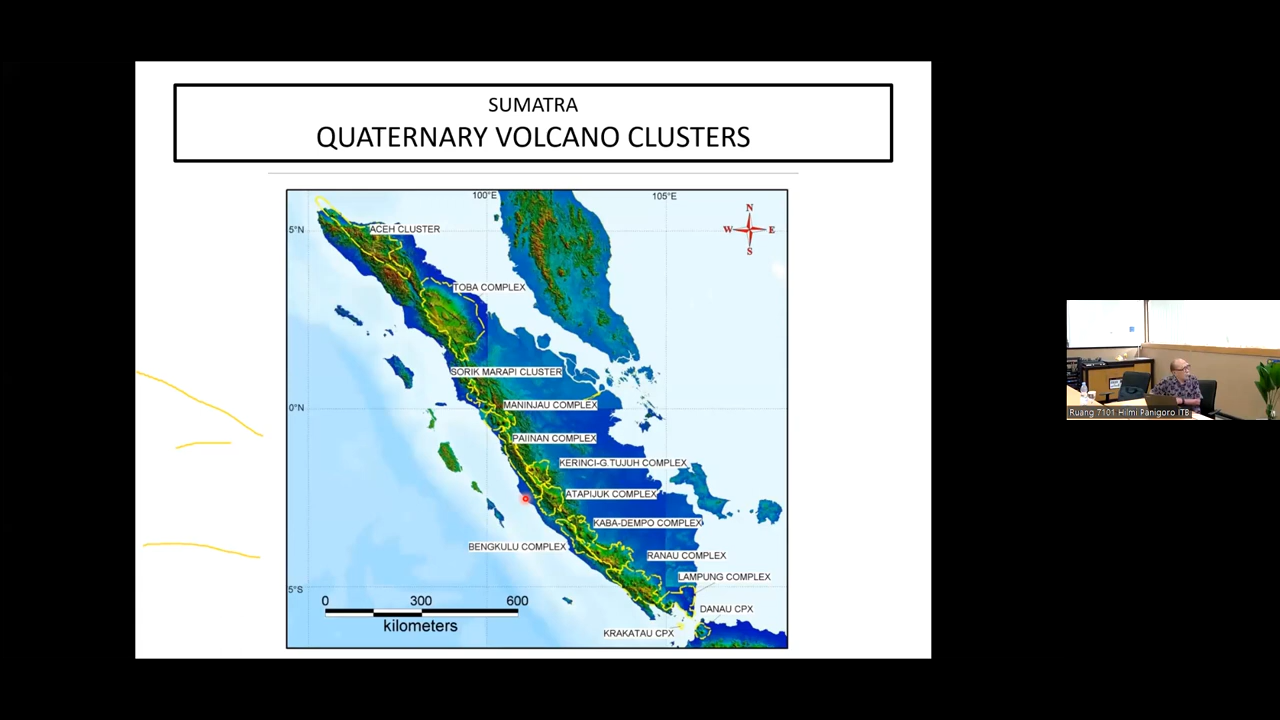 SUMATRA
QUATERNARY VOLCANO CLUSTERS
100°E
105°E
5°N
N
W
E
S
ACEH CLUSTER
TOBA COMPLEX
SORIK MARAPI CLUSTER
0°N
MANINJAU COMPLEX
PAIINAN COMPLEX
KERINCI-G.TUJUH COMPLEX
ATAPIJUK COMPLEX
KABA-DEMPO COMPLEX
BENGKULU COMPLEX
RANAU COMPLEX
LAMPUNG COMPLEX
5°S
0
300
600
kilometers
DANAU CPX
KRAKATAU CPX
Ruang 7101 Hilmi Panigoro ITB